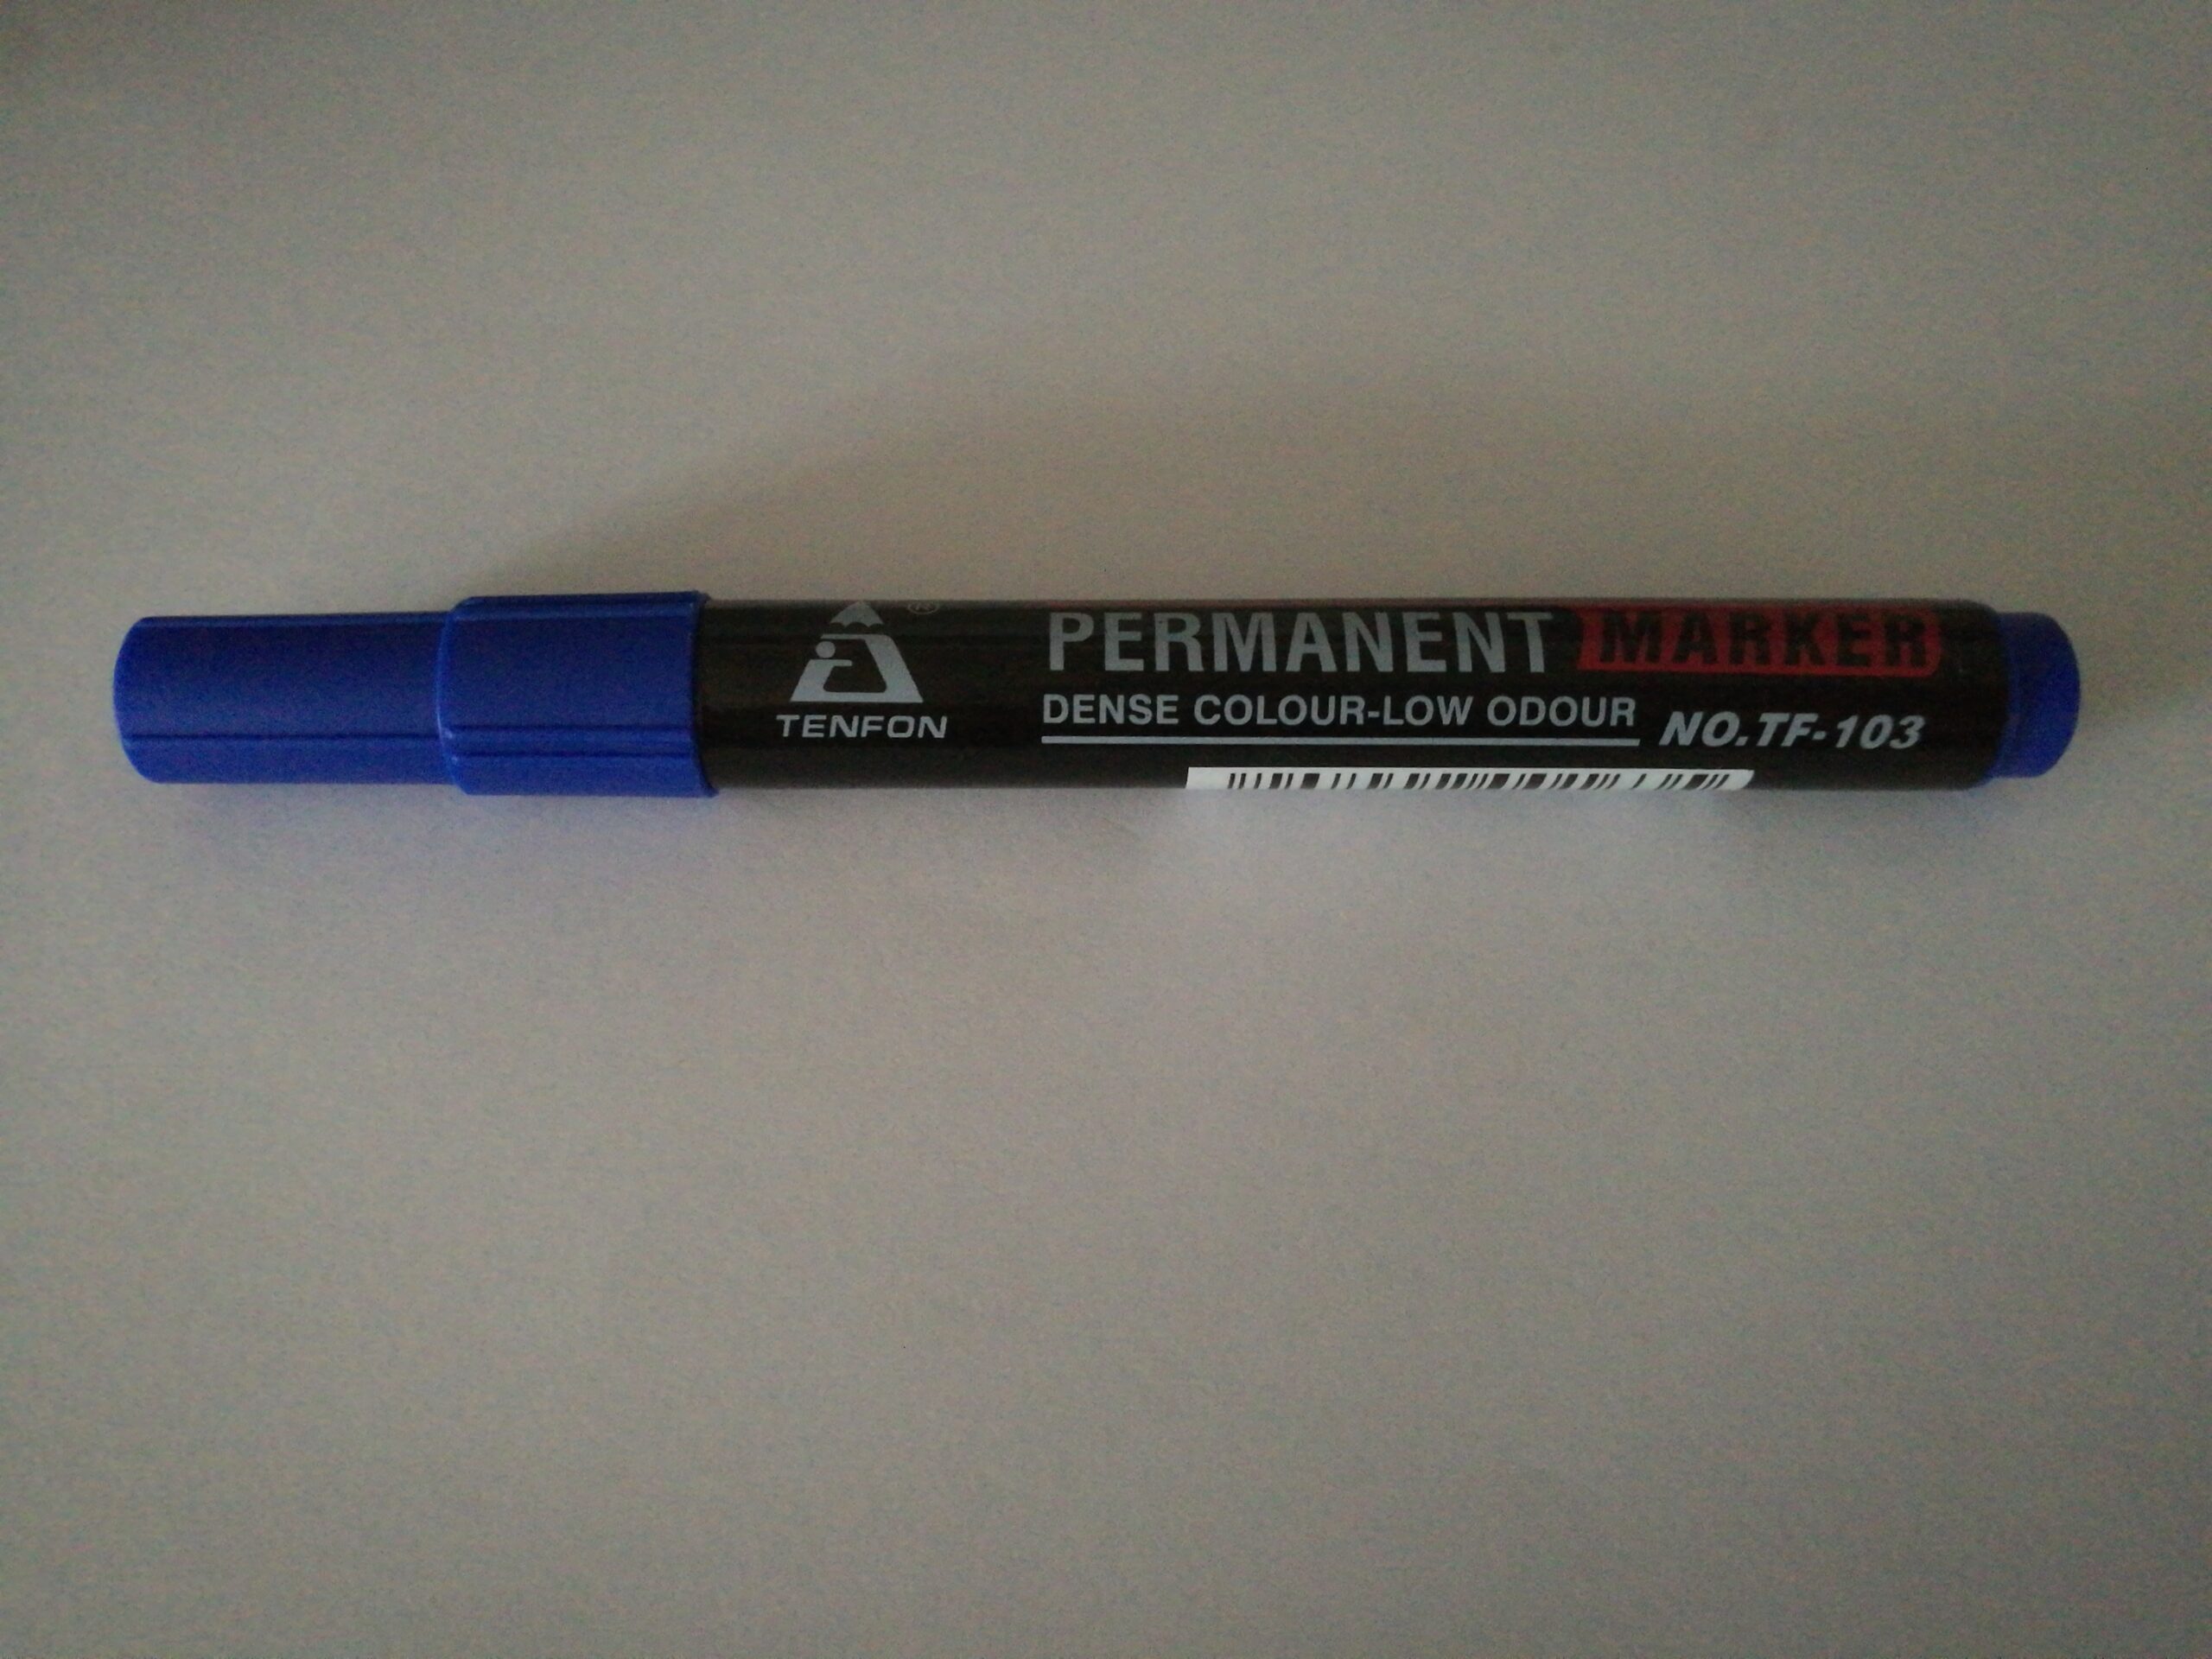 TENFON
®
PERMANENT MARKER
DENSE COLOUR-LOW ODOUR
NO.TF-103